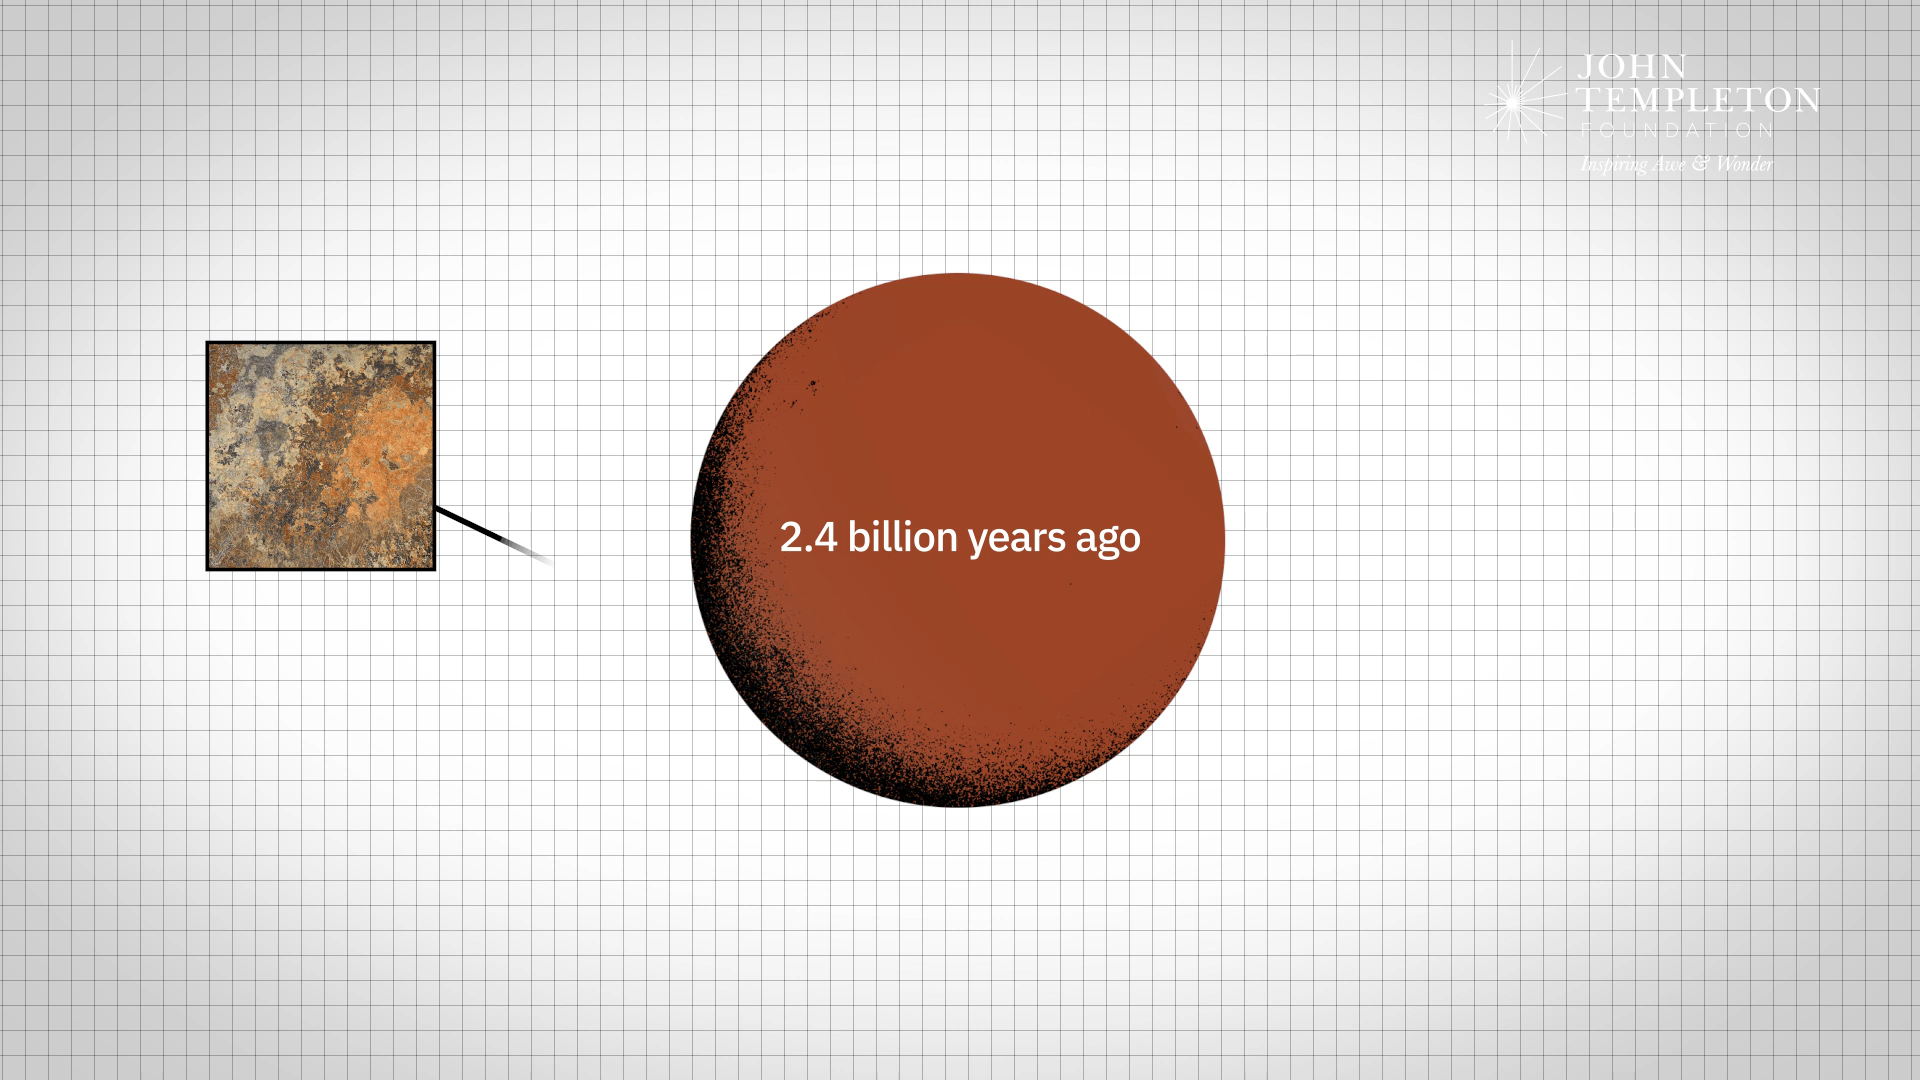 JOHN
TEMPLETON
FOUNDATION
Inspiring Awe & Wonder
2.4 billion years ago